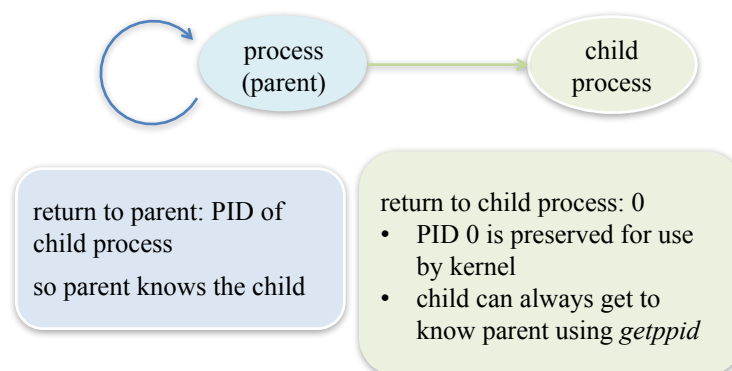 process
(parent)
child
process
return to parent: PID of
child process
so parent knows the child
return to child process: 0
• PID 0 is preserved for use
by kernel
• child can always get to
know parent using getppid